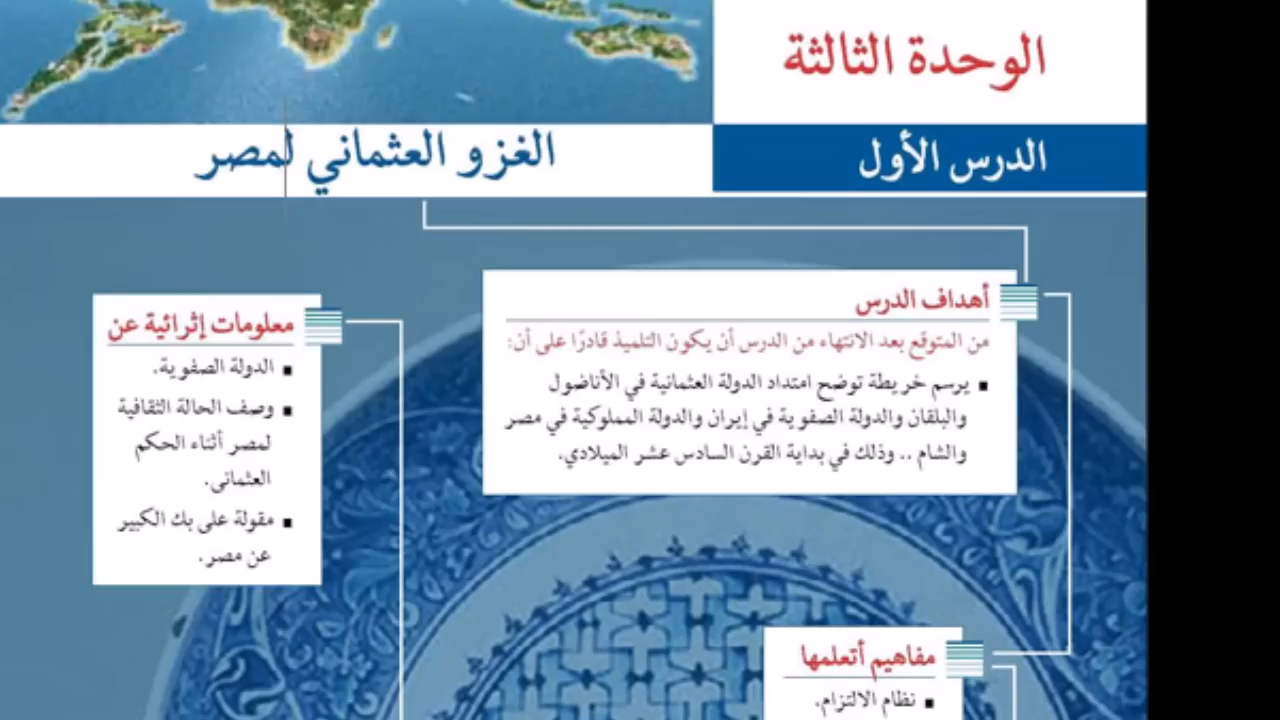 الوحدة الثالثة
الدرس الأول
الغزو العثماني لمصر
أهداف الدرس
من المتوقع بعد الانتهاء من الدرس أن يكون التلميذ قادرًا على أن:
▪ يرسم خريطة توضح امتداد الدولة العثمانية في الأناضول
والبلقان والدولة الصفوية في إيران والدولة المملوكية في مصر
والشام .. وذلك في بداية القرن السادس عشر الميلادي.
معلومات إثرائية عن
▪ الدولة الصفوية.
▪ وصف الحالة الثقافية
لمصر أثناء الحكم
العثمانى.
▪ مقولة على بك الكبير
عن مصر.
مفاهيم أتعلمها
▪ نظام الالتزام.